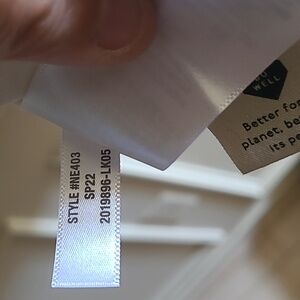 STYLE #NE403
SP22
2019896-LK05
WELL
Better for
planet, be
its pe